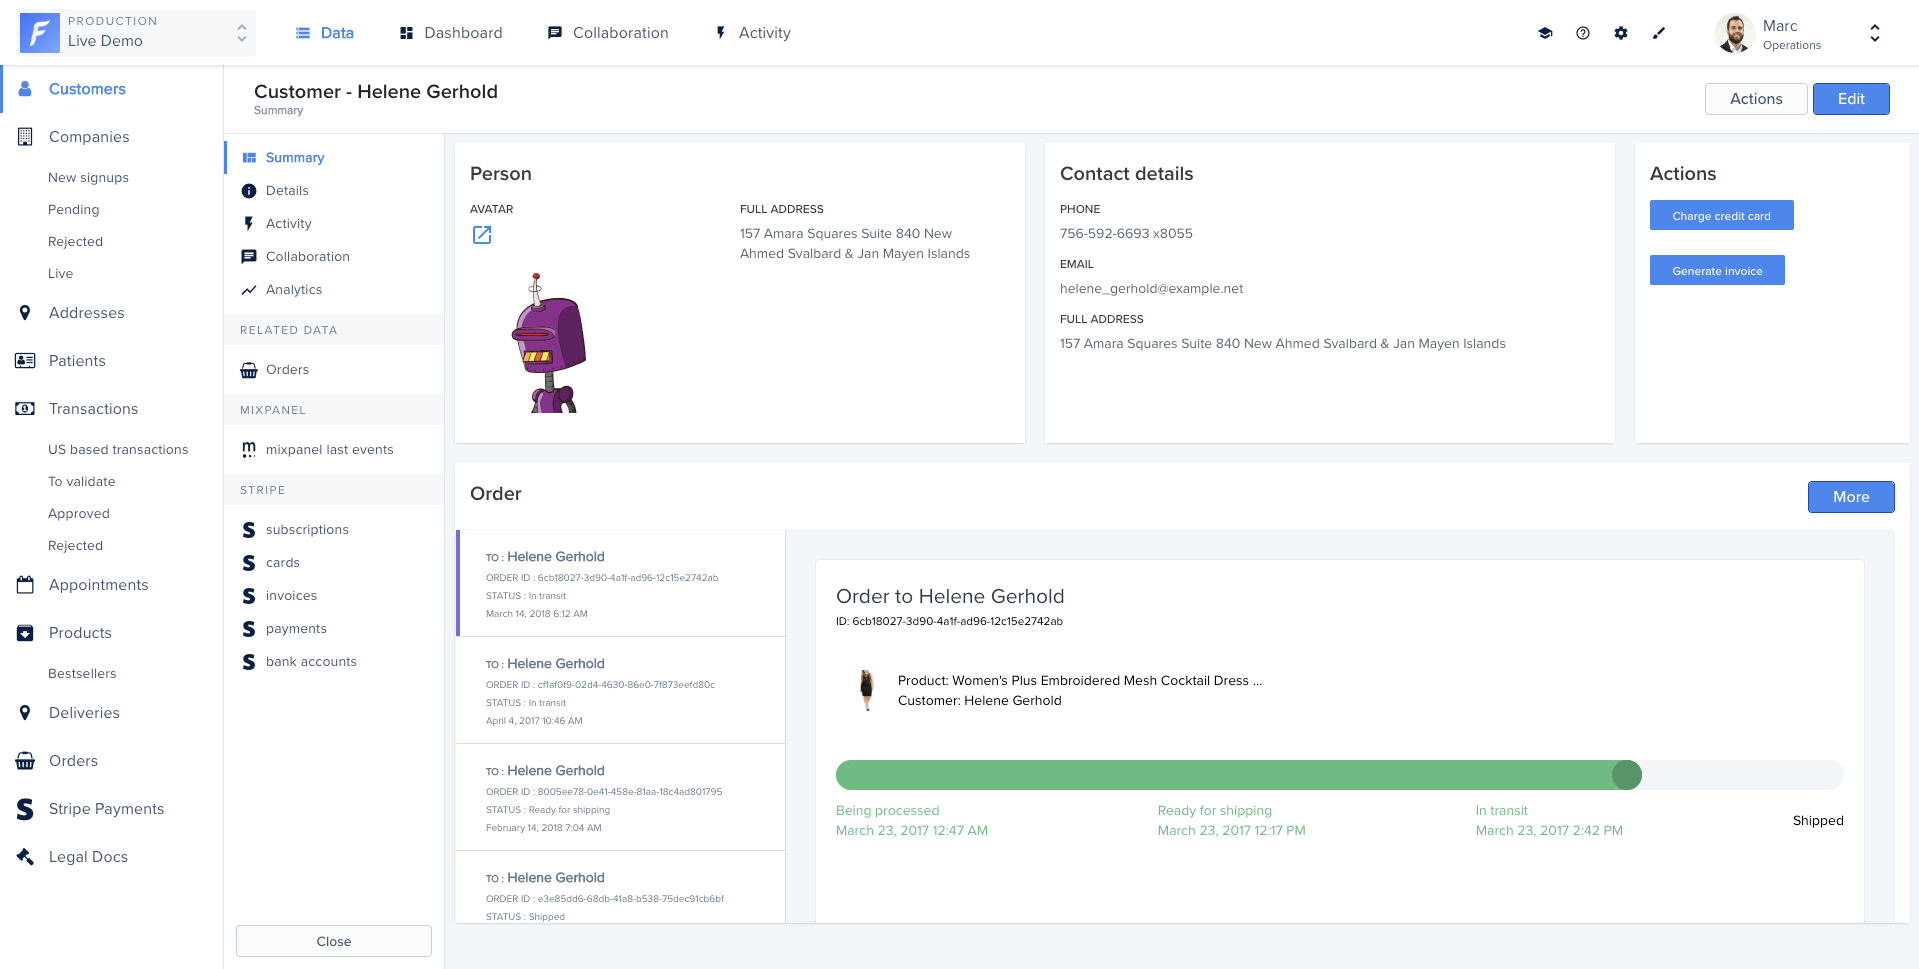 PRODUCTION
Live Demo
Data
Dashboard
Collaboration
Activity
Marc
Operations
Customers
Companies
New signups
Pending
Rejected
Live
Addresses
Patients
Transactions
US based transactions
To validate
Approved
Rejected
Appointments
Products
Bestsellers
Deliveries
Orders
Stripe Payments
Legal Docs
Customer - Helene Gerhold
Summary
Actions
Edit
Summary
Details
Activity
Collaboration
Analytics
RELATED DATA
Orders
MIXPANEL
mixpanel last events
STRIPE
subscriptions
cards
invoices
payments
bank accounts
Close
Person
AVATAR
FULL ADDRESS
157 Amara Squares Suite 840 New
Ahmed Svalbard & Jan Mayen Islands
Contact details
PHONE
756-592-6693 x8055
EMAIL
helene_gerhold@example.net
FULL ADDRESS
157 Amara Squares Suite 840 New Ahmed Svalbard & Jan Mayen Islands
Actions
Charge credit card
Generate invoice
Order
More
TO : Helene Gerhold
ORDER ID : 6cb18027-3d90-4a1f-ad96-12c15e2742ab
STATUS : In transit
March 14, 2018 6:12 AM
TO : Helene Gerhold
ORDER ID : cf1af0f9-02d4-4630-86e0-7f873eefd80c
STATUS : In transit
April 4, 2017 10:46 AM
TO : Helene Gerhold
ORDER ID : 8005ee78-0e41-458e-81aa-18c4ad801795
STATUS : Ready for shipping
February 14, 2018 7:04 AM
TO : Helene Gerhold
ORDER ID : e3e85dd6-68db-41a8-b538-75dec91cb6bf
STATUS : Shipped
Order to Helene Gerhold
ID: 6cb18027-3d90-4a1f-ad96-12c15e2742ab
Product: Women's Plus Embroidered Mesh Cocktail Dress ...
Customer: Helene Gerhold
Being processed
March 23, 2017 12:47 AM
Ready for shipping
March 23, 2017 12:17 PM
In transit
March 23, 2017 2:42 PM
Shipped